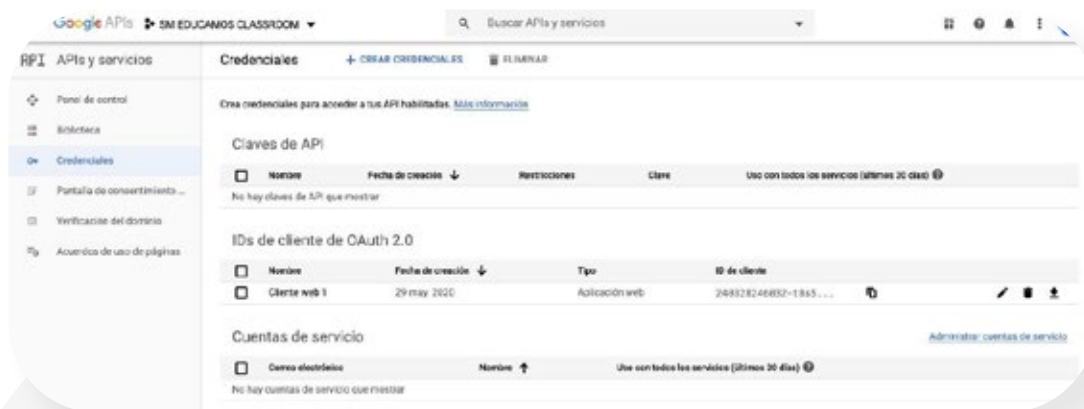 Google APIs SM EDUCAMOS CLASSROOM Buscar APIs y servicios
API APIs y servicios Credenciales + CREAR CREDENCIALES ELIMINAR
Panel de control
Crea credenciales para acceder a tus API habilitadas. Más información
Biblioteca
Claves de API
Credenciales
Nombre Fecha de creación Restricciones Clave Uso con todos los servicios (últimos 30 días)
Pantalla de consentimiento ...
No hay claves de API que mostrar
Verificación del dominio
IDs de cliente de OAuth 2.0
Acuerdos de uso de páginas
Nombre Fecha de creación Tipo ID de cliente
Cliente web 1 29 may. 2020 Aplicación web
Cuentas de servicio
Administrar cuentas de servicio
Correo electrónico Nombre Uso con todos los servicios (últimos 30 días)
No hay cuentas de servicio que mostrar